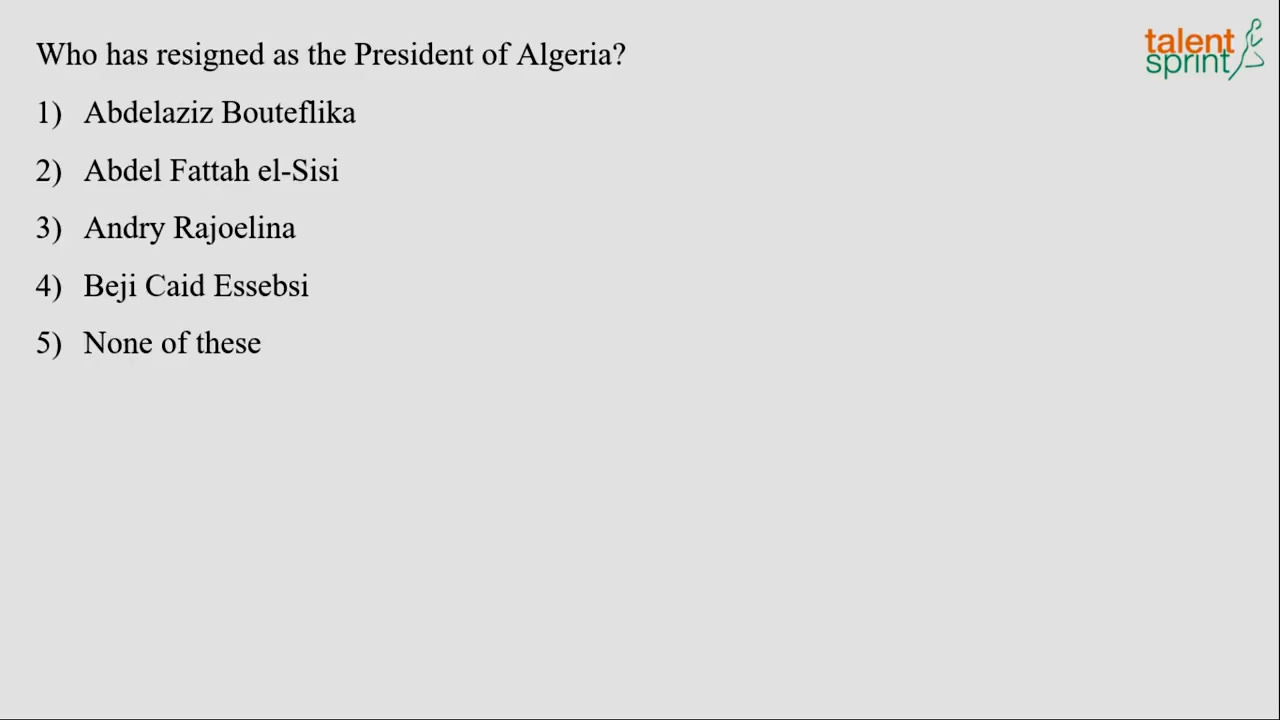 Who has resigned as the President of Algeria?
talent
sprint
1) Abdelaziz Bouteflika
2) Abdel Fattah el-Sisi
3) Andry Rajoelina
4) Beji Caid Essebsi
5) None of these